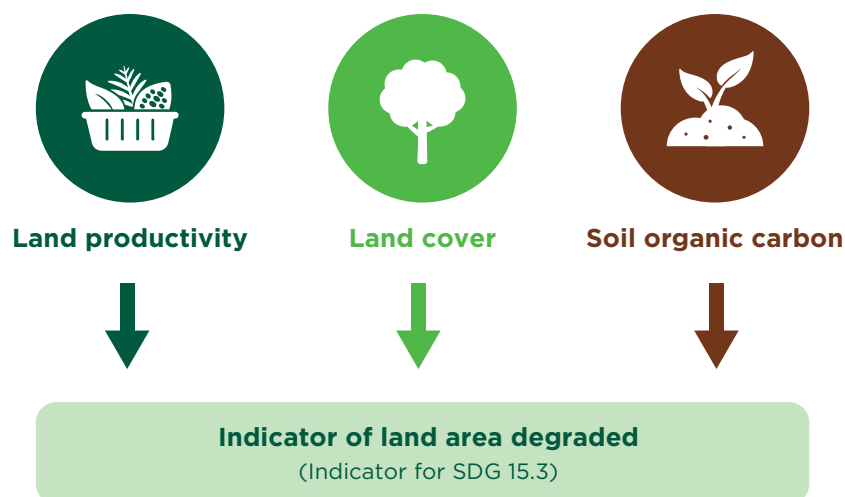 Land productivity
Land cover
Soil organic carbon
Indicator of land area degraded
(Indicator for SDG 15.3)